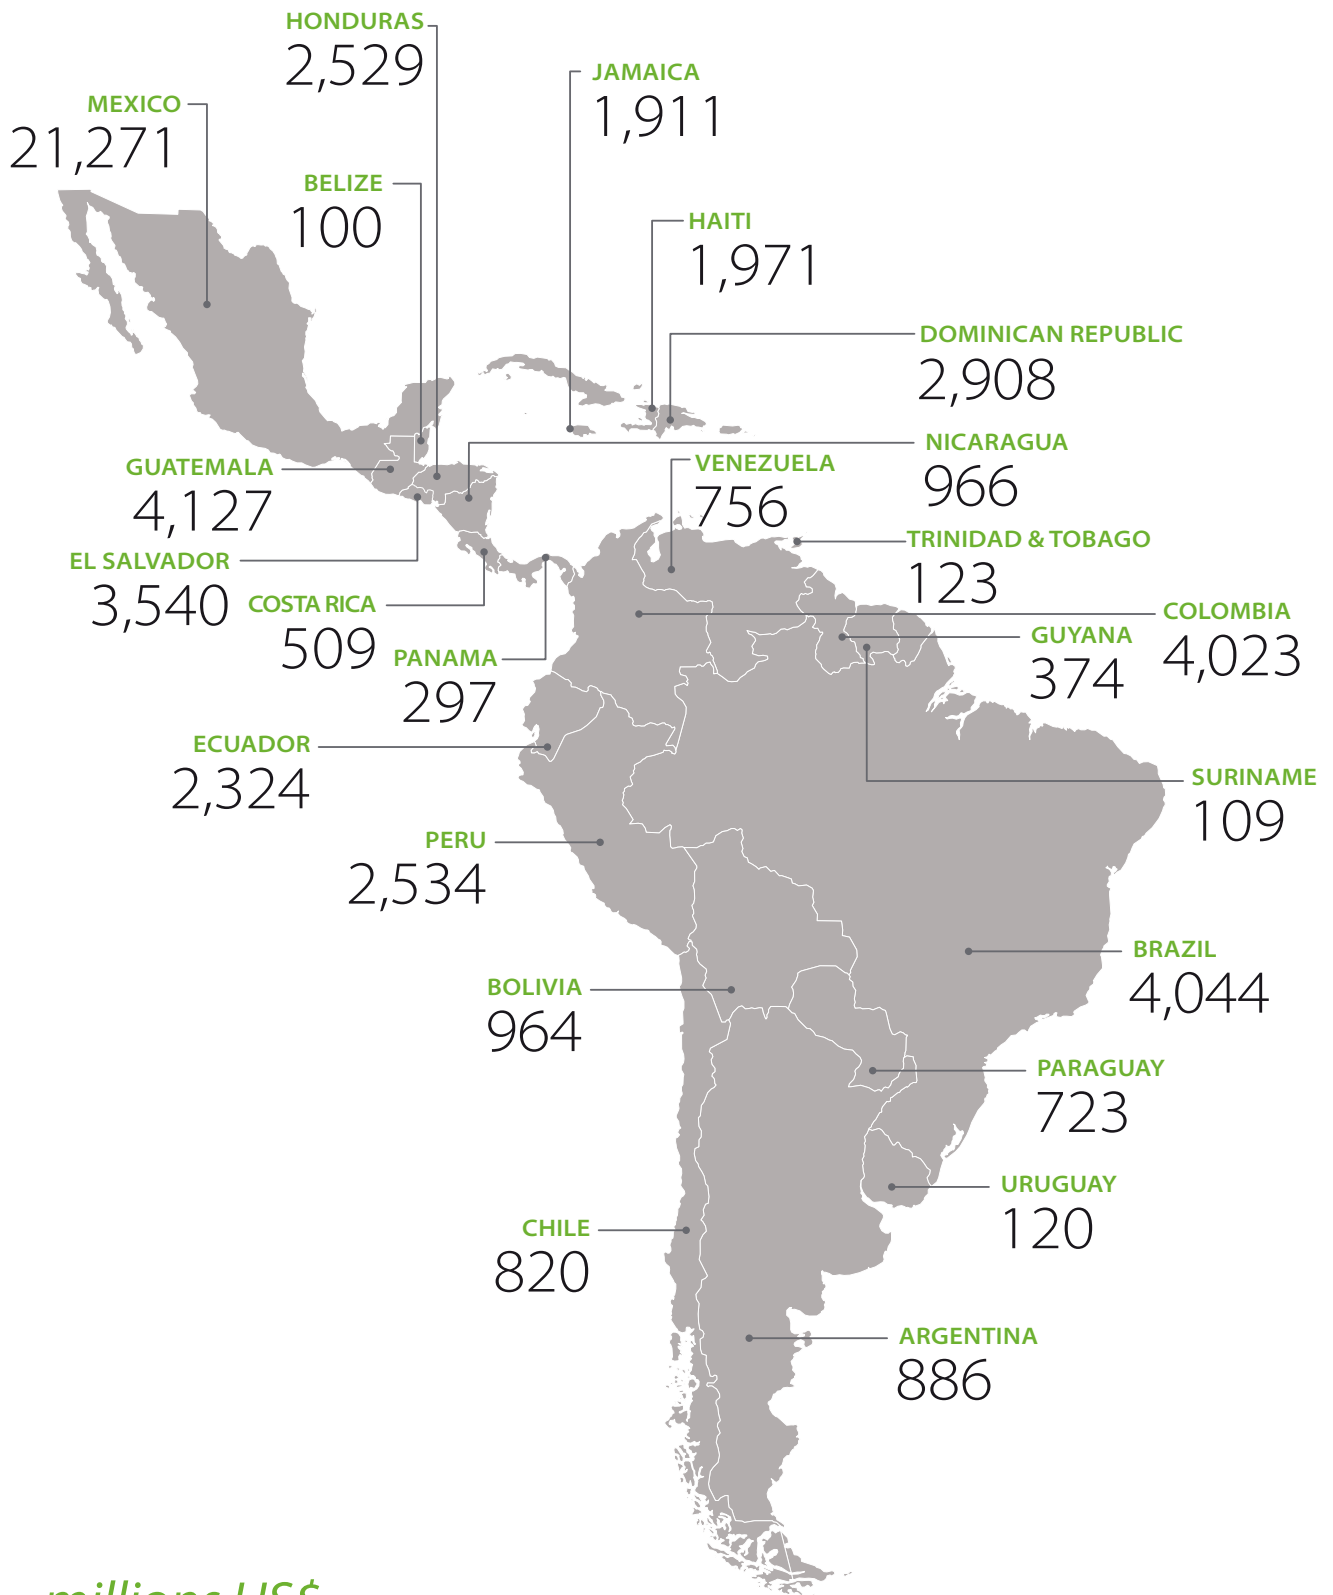 HONDURAS
2,529
JAMAICA
1,911
MEXICO
21,271
BELIZE
100
HAITI
1,971
DOMINICAN REPUBLIC
2,908
NICARAGUA
966
VENEZUELA
756
GUATEMALA
4,127
TRINIDAD & TOBAGO
123
EL SALVADOR
3,540
COSTA RICA
509
COLOMBIA
4,023
GUYANA
374
PANAMA
297
ECUADOR
2,324
SURINAME
109
PERU
2,534
BRAZIL
4,044
BOLIVIA
964
PARAGUAY
723
URUGUAY
120
CHILE
820
ARGENTINA
886
millions US$